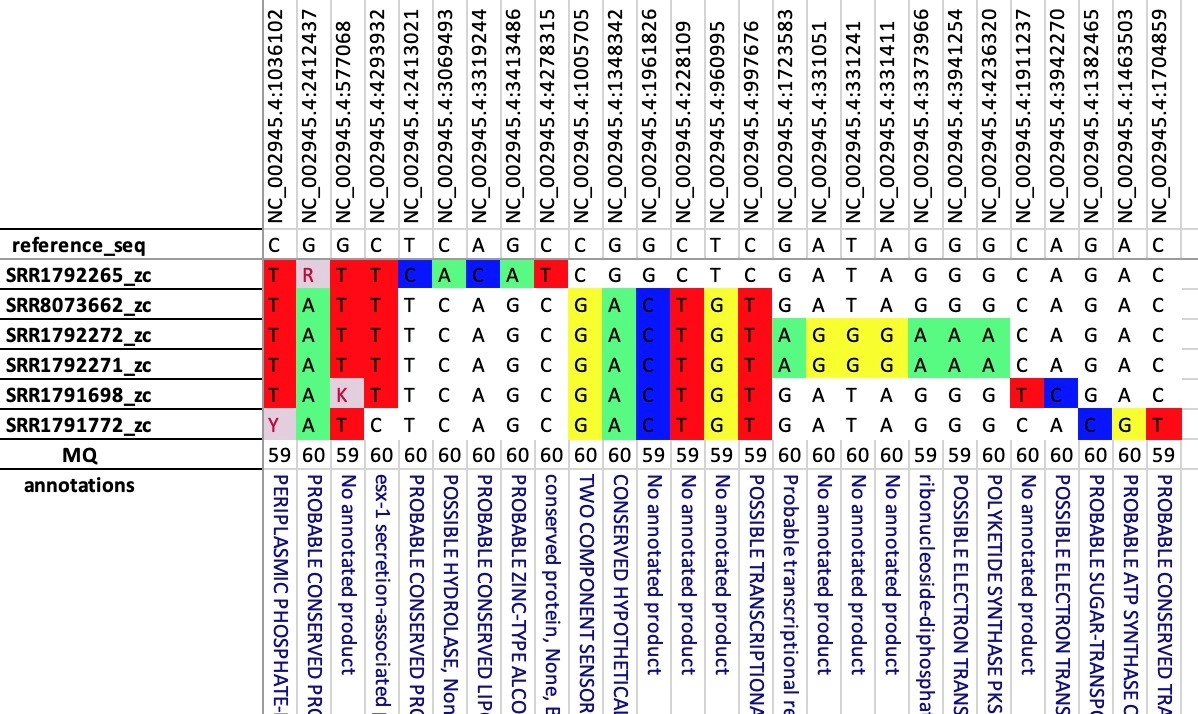 NC_002945.4:1036102 NC_002945.4:2412437 NC_002945.4:577068 NC_002945.4:4293932 NC_002945.4:2413021 NC_002945.4:3069493 NC_002945.4:3319244 NC_002945.4:3413486 NC_002945.4:4278315 NC_002945.4:1005705 NC_002945.4:1348342 NC_002945.4:1961826 NC_002945.4:228109 NC_002945.4:960995 NC_002945.4:997676 NC_002945.4:1723583 NC_002945.4:331051 NC_002945.4:331241 NC_002945.4:331411 NC_002945.4:3373966 NC_002945.4:3941254 NC_002945.4:4236320 NC_002945.4:1911237 NC_002945.4:3942270 NC_002945.4:1382465 NC_002945.4:1463503 NC_002945.4:1704859
reference_seq C G G C T C A G C C G G C T C G A T A G G G C A G A C
SRR1792265_zc T R T T C A C A T C G G C T C G A T A G G G C A G A C
SRR8073662_zc T A T T T C A G C G A C T G T G A T A G G G C A G A C
SRR1792272_zc T A T T T C A G C G A C T G T A G G G A A A C A G A C
SRR1792271_zc T A T T T C A G C G A C T G T A G G G A A A C A G A C
SRR1791698_zc T A K T T C A G C G A C T G T G A T A G G G T C G A C
SRR1791772_zc Y A T C T C A G C G A C T G T G A T A G G G C A C G T
MQ 59 60 59 60 60 60 60 60 60 60 60 59 59 59 60 60 60 60 60 59 60 60 60 60 60 60 59
annotations PERIPLASMIC PHOSPHATE- PROBABLE CONSERVED PRO No annotated product esx-1 secretion-associated PROBABLE CONSERVED PRO POSSIBLE HYDROLASE, Non PROBABLE CONSERVED LIP PROBABLE ZINC-TYPE ALCO conserved protein, None, TWO COMPONENT SENSOR CONSERVED HYPOTHETICAL No annotated product No annotated product No annotated product POSSIBLE TRANSCRIPTIONA Probable transcriptional re No annotated product No annotated product No annotated product ribonucleoside-diphosphat POSSIBLE ELECTRON TRANS POLYKETIDE SYNTHASE PKS No annotated product POSSIBLE ELECTRON TRANS PROBABLE SUGAR-TRANSPO PROBABLE ATP SYNTHASE C PROBABLE CONSERVED TRA